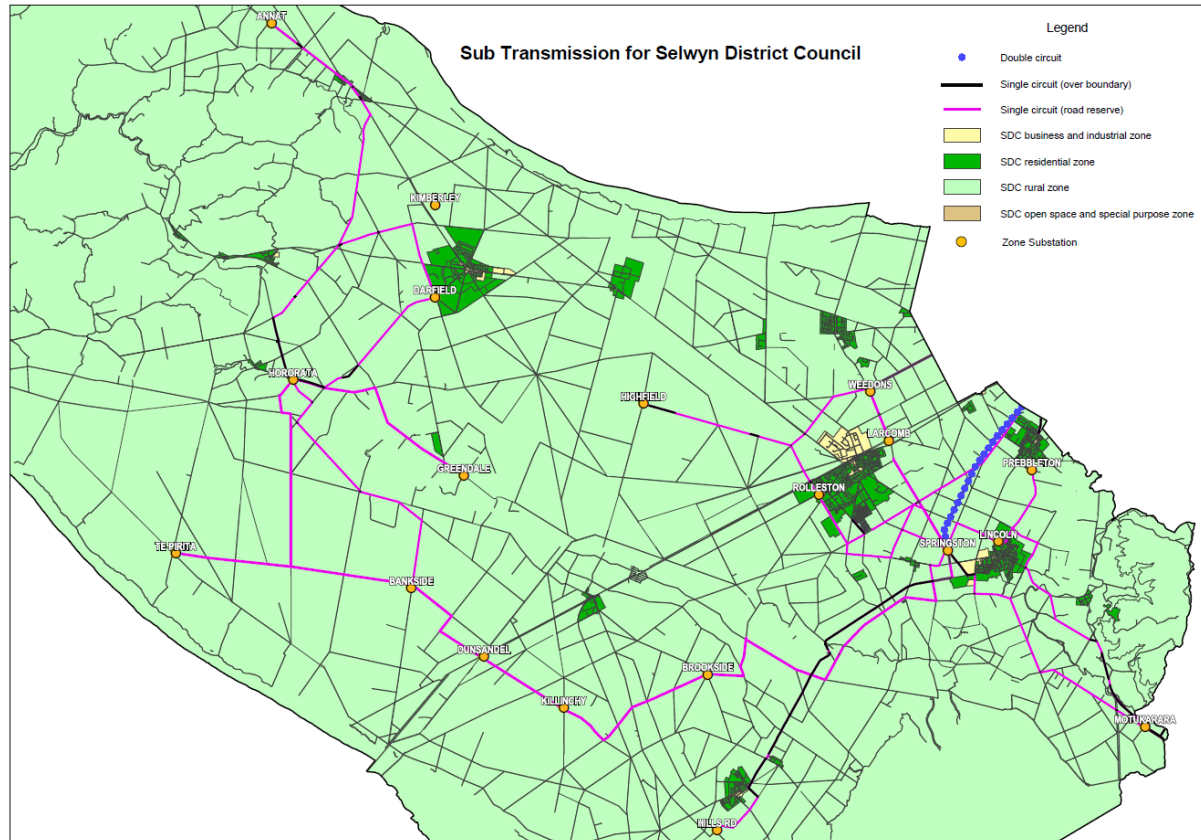 ANNAT
Sub Transmission for Selwyn District Council
Legend
Double circuit
Single circuit (over boundary)
Single circuit (road reserve)
SDC business and industrial zone
SDC residential zone
SDC rural zone
SDC open space and special purpose zone
Zone Substation
KIMBERLEY
DARFIELD
HORORATA
HIGHFIELD
WEEDONS
LARCOMB
PREBBLETON
GREENDALE
ROLLESTON
LINCOLN
SPRINGSTON
TE PIRITA
BANKSIDE
DUNSANDEL
BROOKSIDE
KILLINCHY
MOTUKARARA
HILLS RD